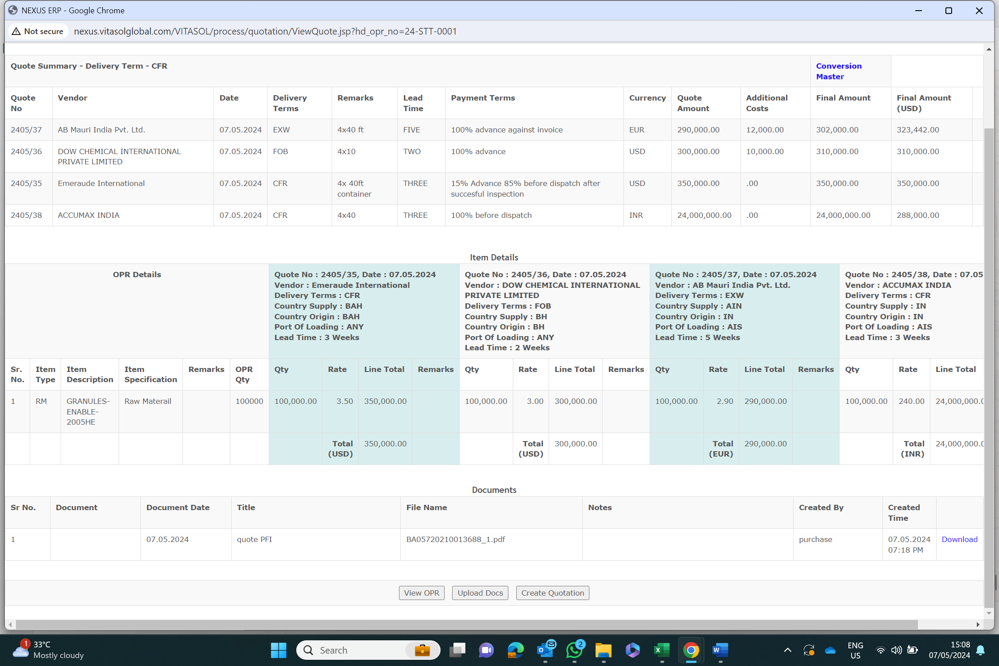 NEXUS ERP - Google Chrome
Not secure nexus.vitasolglobal.com/VITASOL/process/quotation/ViewQuote.jsp?hd_opr_no=24-STT-0001
Quote Summary - Delivery Term - CFR Conversion Master
Quote No Vendor Date Delivery Terms Remarks Lead Time Payment Terms Currency Quote Amount Additional Costs Final Amount Final Amount (USD)
2405/37 AB Mauri India Pvt. Ltd. 07.05.2024 EXW 4x40 ft FIVE 100% advance against invoice EUR 290,000.00 12,000.00 302,000.00 323,442.00
2405/36 DOW CHEMICAL INTERNATIONAL PRIVATE LIMITED 07.05.2024 FOB 4x10 TWO 100% advance USD 300,000.00 10,000.00 310,000.00 310,000.00
2405/35 Emeraude International 07.05.2024 CFR 4x 40ft container THREE 15% Advance 85% before dispatch after succesful inspection USD 350,000.00 .00 350,000.00 350,000.00
2405/38 ACCUMAX INDIA 07.05.2024 CFR 4x40 THREE 100% before dispatch INR 24,000,000.00 .00 24,000,000.00 288,000.00
Item Details
OPR Details
Quote No : 2405/35, Date : 07.05.2024
Vendor : Emeraude International
Delivery Terms : CFR
Country Supply : BAH
Country Origin : BAH
Port Of Loading : ANY
Lead Time : 3 Weeks
Quote No : 2405/36, Date : 07.05.2024
Vendor : DOW CHEMICAL INTERNATIONAL
PRIVATE LIMITED
Delivery Terms : FOB
Country Supply : BH
Country Origin : BH
Port Of Loading : ANY
Lead Time : 2 Weeks
Quote No : 2405/37, Date : 07.05.2024
Vendor : AB Mauri India Pvt. Ltd.
Delivery Terms : EXW
Country Supply : AIN
Country Origin : IN
Port Of Loading : AIS
Lead Time : 5 Weeks
Quote No : 2405/38, Date : 07.05
Vendor : ACCUMAX INDIA
Delivery Terms : CFR
Country Supply : IN
Country Origin : IN
Port Of Loading : AIS
Lead Time : 3 Weeks
Sr. No. Item Type Item Description Item Specification Remarks OPR Qty Qty Rate Line Total Remarks Qty Rate Line Total Remarks Qty Rate Line Total Remarks Qty Rate Line Total
1 RM GRANULES-ENABLE-2005HE Raw Materail 100000 100,000.00 3.50 350,000.00 100,000.00 3.00 300,000.00 100,000.00 2.90 290,000.00 100,000.00 240.00 24,000,000.0
Total (USD) 350,000.00 Total (USD) 300,000.00 Total (EUR) 290,000.00 Total (INR) 24,000,000.0
Documents
Sr No. Document Document Date Title File Name Notes Created By Created Time
1 07.05.2024 quote PFI BA05720210013688_1.pdf purchase 07.05.2024 07:18 PM Download
View OPR Upload Docs Create Quotation
1 33°C
Mostly cloudy
Search
2
ENG
US
15:08
07/05/2024